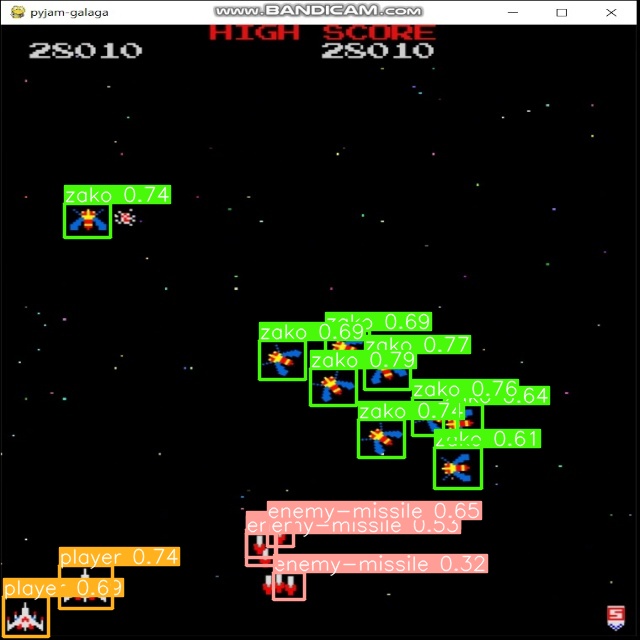 pyjam-galaga
www.BANDICAM.com
HIGH SCORE
28010 28010
zako 0.74
zako 0.69
zako 0.69
zako 0.77
zako 0.79
zako 0.76
0.64
zako 0.74
zako 0.61
enemy-missile 0.65
enemy-missile 0.53
enemy-missile 0.32
player 0.74
player 0.69
S